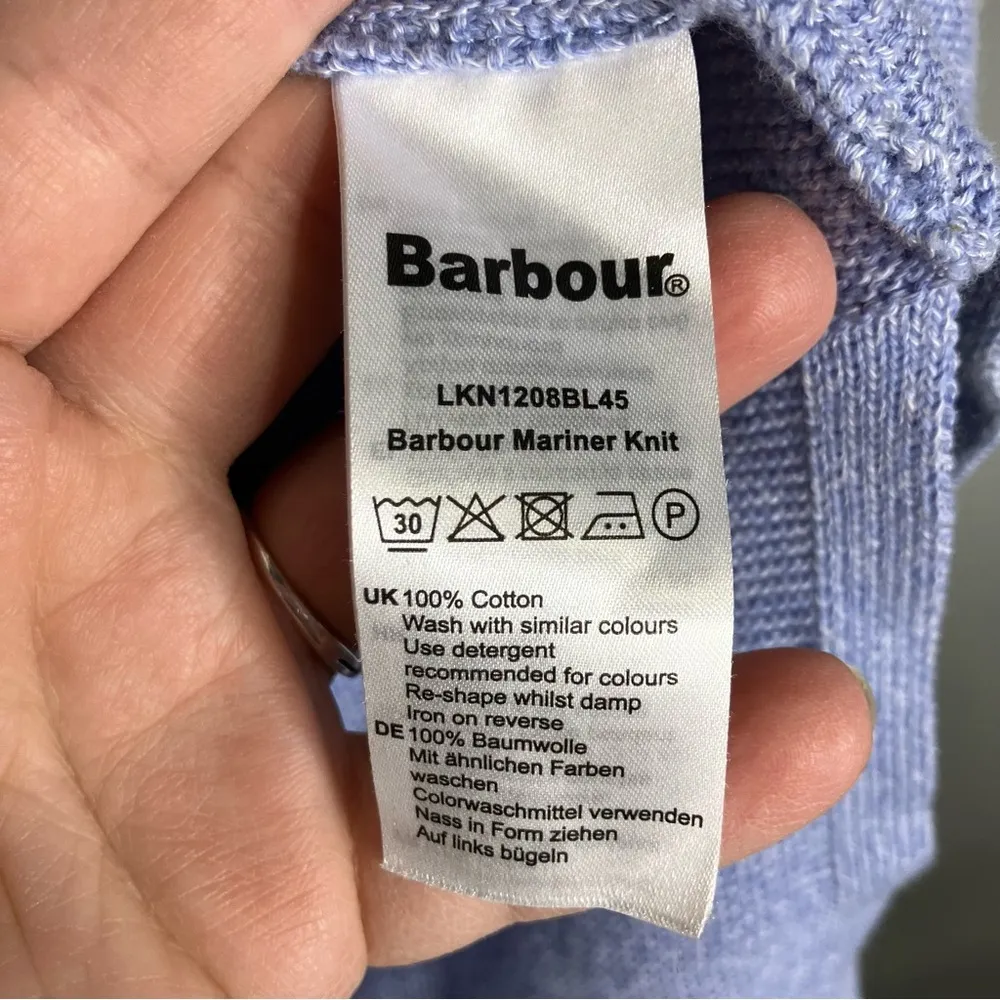 Barbour®
LKN1208BL45
Barbour Mariner Knit
30 P
UK 100% Cotton
Wash with similar colours
Use detergent
recommended for colours
Re-shape whilst damp
Iron on reverse
DE 100% Baumwolle
Mit ähnlichen Farben
waschen
Colorwaschmittel verwenden
Nass in Form ziehen
Auf links bügeln